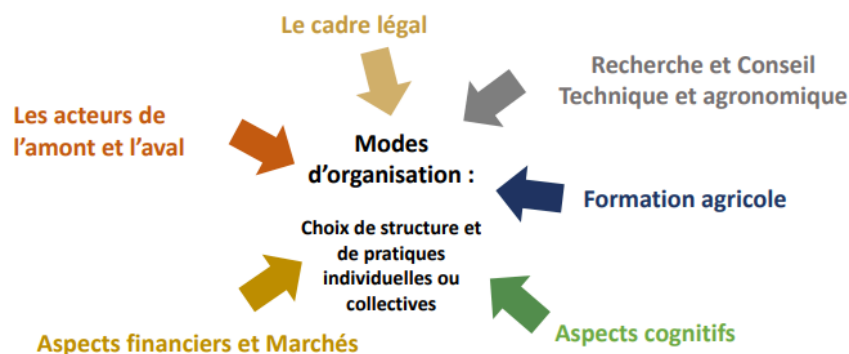 Le cadre légal
Recherche et Conseil
Technique et agronomique
Les acteurs de
l’amont et l’aval
Modes
d’organisation :
Formation agricole
Choix de structure et
de pratiques
individuelles ou
collectives
Aspects cognitifs
Aspects financiers et Marchés